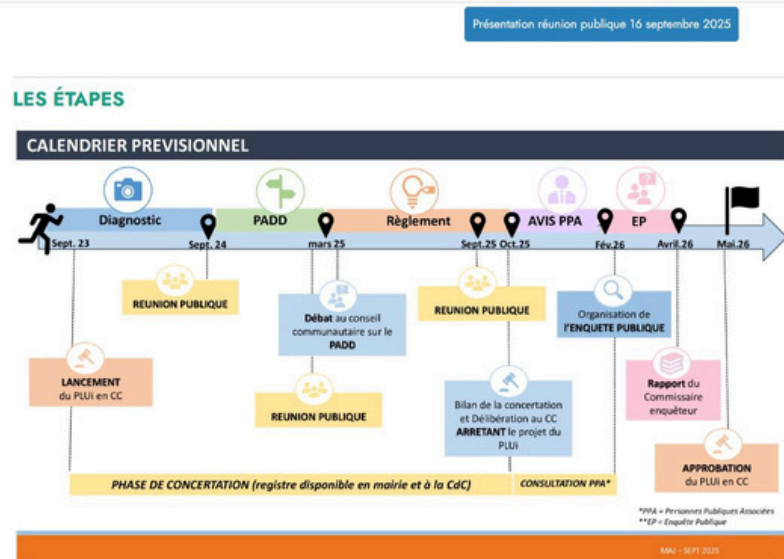 Présentation réunion publique 16 septembre 2025
LES ÉTAPES
CALENDRIER PREVISIONNEL
Diagnostic
PADD
Règlement
AVIS PPA
EP
Sept. 23
Sept. 24
mars 25
Sept.25
Oct.25
Fév.26
Avril.26
Mai.26
REUNION PUBLIQUE
Débat au conseil
communautaire sur le
PADD
REUNION PUBLIQUE
Organisation de
l'ENQUETE PUBLIQUE
LANCEMENT
du PLUi en CC
REUNION PUBLIQUE
Bilan de la concertation
et Délibération au CC
ARRETANT le projet du
PLUi
Rapport du
Commissaire
enquêteur
APPROBATION
du PLUi en CC
PHASE DE CONCERTATION (registre disponible en mairie et à la CdC)
CONSULTATION PPA*
*PPA = Personnes Publiques Associées
**EP = Enquête Publique
MAJ – SEPT 2025